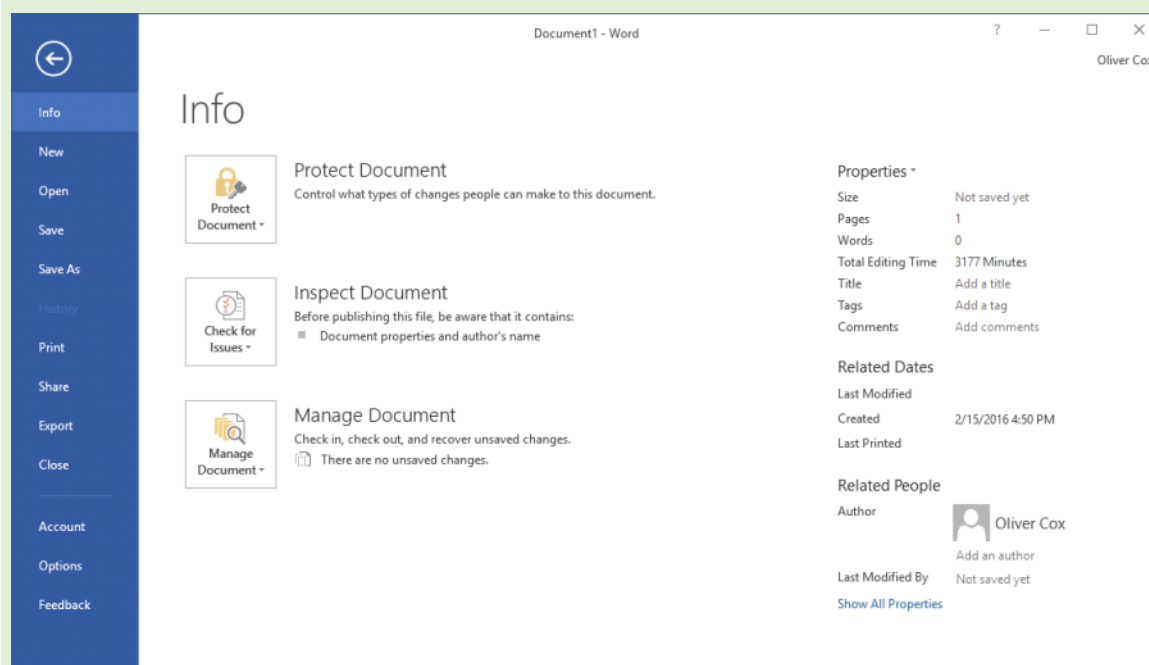 Document1 - Word
?
Oliver Cox
Info
New
Open
Save
Save As
History
Print
Share
Export
Close
Account
Options
Feedback
Info
Protect
Document
Protect Document
Control what types of changes people can make to this document.
Check for
Issues
Inspect Document
Before publishing this file, be aware that it contains:
Document properties and author's name
Manage
Document
Manage Document
Check in, check out, and recover unsaved changes.
There are no unsaved changes.
Properties
Size Not saved yet
Pages 1
Words 0
Total Editing Time 3177 Minutes
Title Add a title
Tags Add a tag
Comments Add comments
Related Dates
Last Modified
Created 2/15/2016 4:50 PM
Last Printed
Related People
Author Oliver Cox
Add an author
Last Modified By Not saved yet
Show All Properties